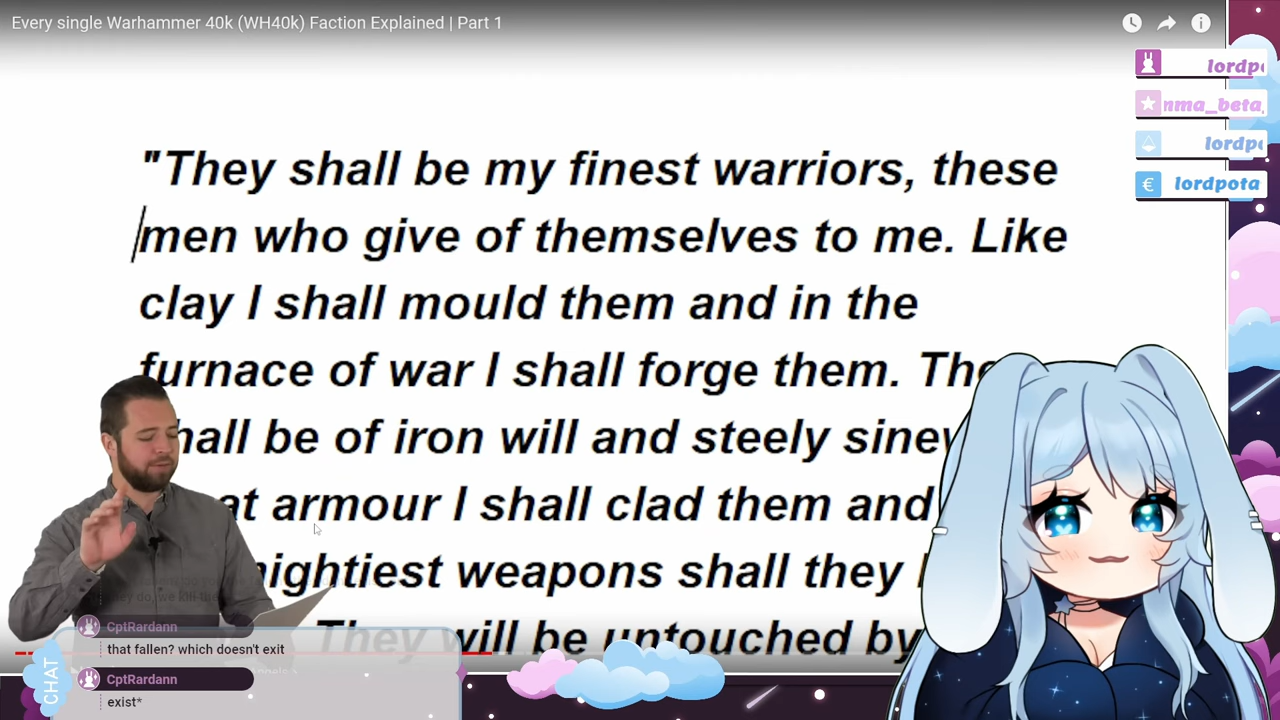 Every single Warhammer 40k (WH40k) Faction Explained | Part 1
lordp
mma_beta
lordp
€ lordpota
"They shall be my finest warriors, these
men who give of themselves to me. Like
clay I shall mould them and in the
furnace of war I shall forge them. The
hall be of iron will and steely sinew
at armour I shall clad them and
mightiest weapons shall they
They will be untouched by
CHAT
CptRardann
that fallen? which doesn't exit
CptRardann
exist*